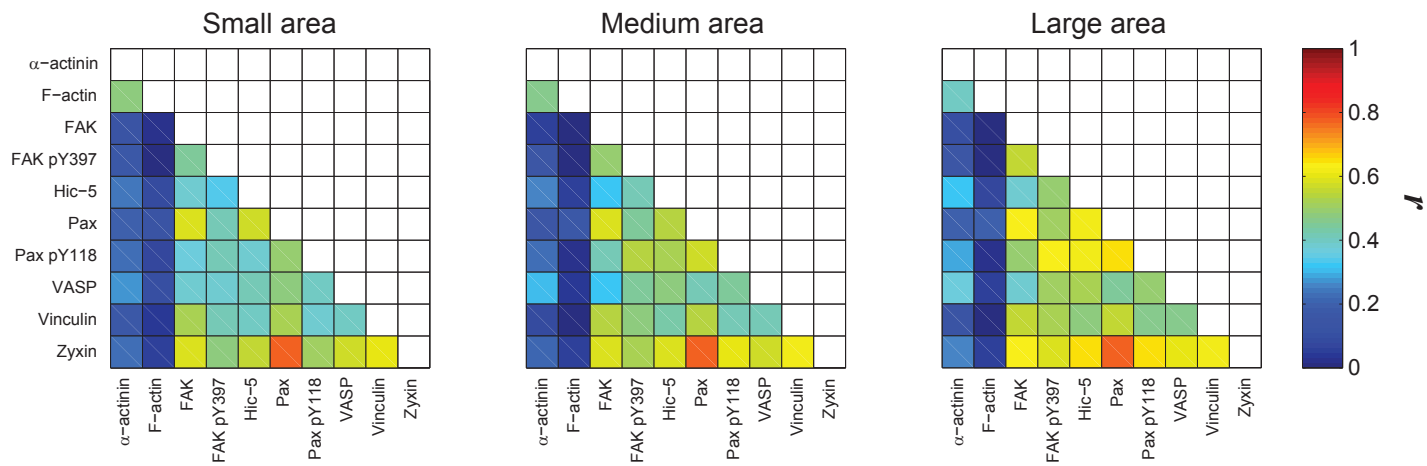 Small area
Medium area
Large area
α−actinin
F−actin
FAK
FAK pY397
Hic−5
Pax
Pax pY118
VASP
Vinculin
Zyxin
α−actinin
F−actin
FAK
FAK pY397
Hic−5
Pax
Pax pY118
VASP
Vinculin
Zyxin
α−actinin
F−actin
FAK
FAK pY397
Hic−5
Pax
Pax pY118
VASP
Vinculin
Zyxin
α−actinin
F−actin
FAK
FAK pY397
Hic−5
Pax
Pax pY118
VASP
Vinculin
Zyxin
1
0.8
0.6
0.4
0.2
0
r